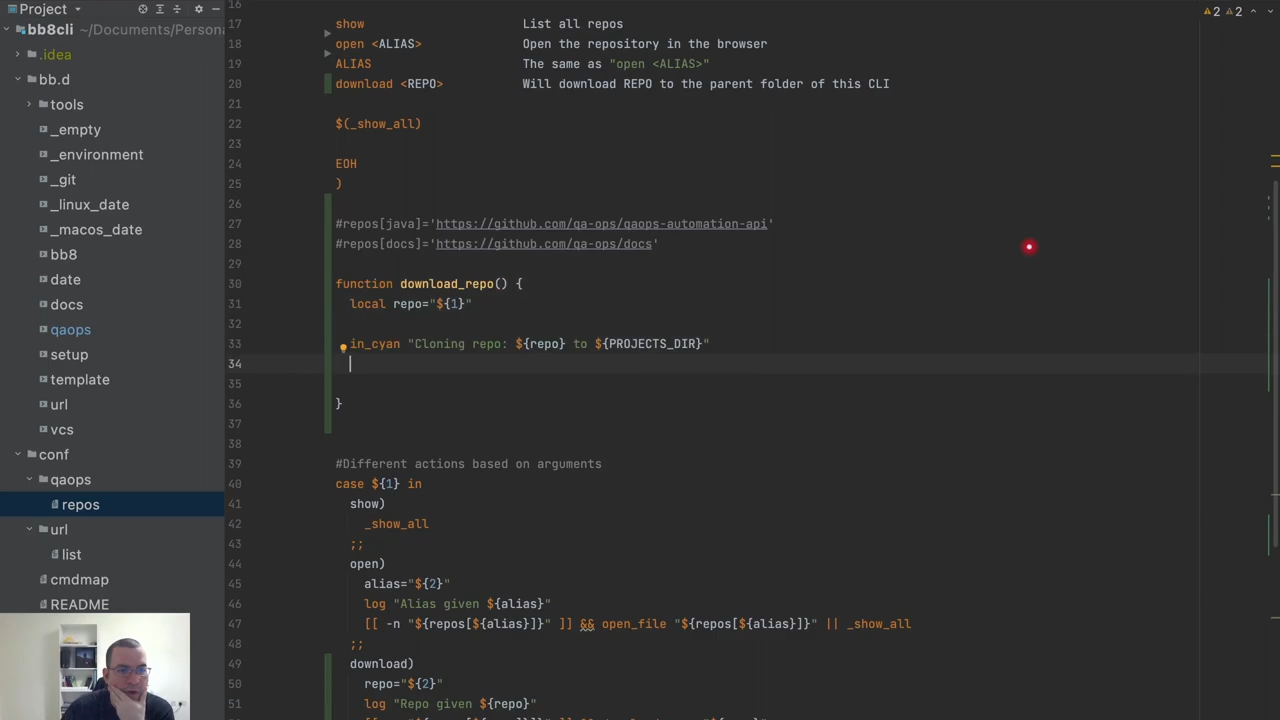 Project
bb8cli ~/Documents/Persona
.idea
bb.d
tools
_empty
_environment
_git
_linux_date
_macos_date
bb8
date
docs
qaops
setup
template
url
vcs
conf
qaops
repos
url
list
cmdmap
README
2 2
16
17 show List all repos
18 open <ALIAS> Open the repository in the browser
19 ALIAS The same as "open <ALIAS>"
20 download <REPO> Will download REPO to the parent folder of this CLI
21
22 $(_show_all)
23
24 EOH
25 )
26
27 #repos[java]='https://github.com/qa-ops/qaops-automation-api'
28 #repos[docs]='https://github.com/qa-ops/docs'
29
30 function download_repo() {
31 local repo="${1}"
32
33 in_cyan "Cloning repo: ${repo} to ${PROJECTS_DIR}"
34
35
36 }
37
38
39 #Different actions based on arguments
40 case ${1} in
41 show)
42 _show_all
43 ;;
44 open)
45 alias="${2}"
46 log "Alias given ${alias}"
47 [[ -n "${repos[${alias}]}" ]] && open_file "${repos[${alias}]}" || _show_all
48 ;;
49 download)
50 repo="${2}"
51 log "Repo given ${repo}"